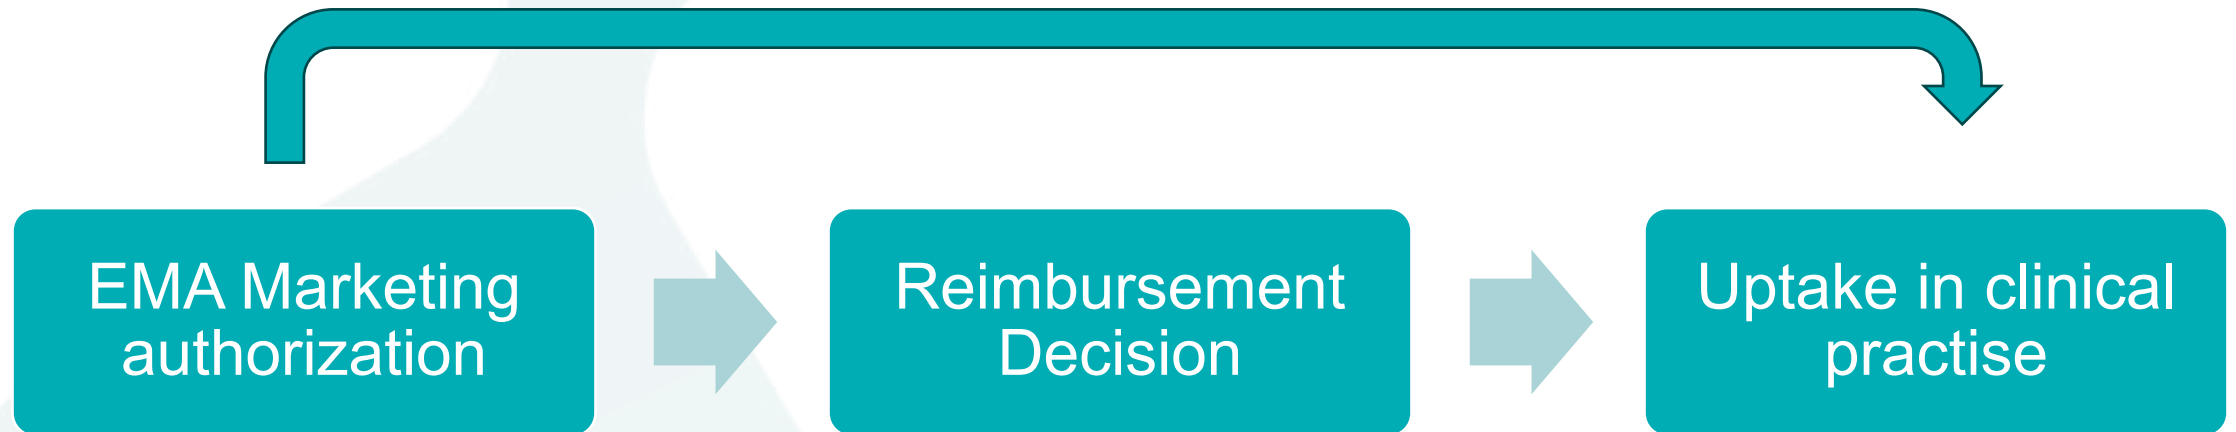 EMA Marketing
authorization
Reimbursement
Decision
Uptake in clinical
practise